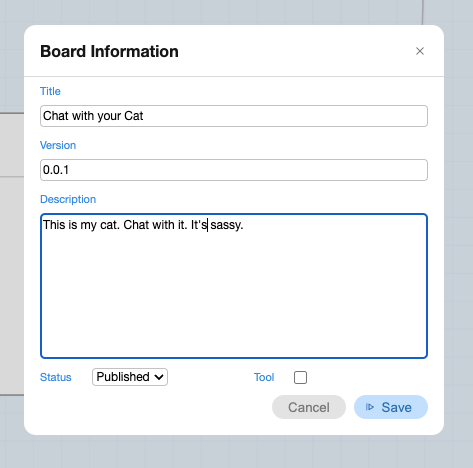 Board Information
Title
Chat with your Cat
Version
0.0.1
Description
This is my cat. Chat with it. It's sassy.
Status Published Tool
Cancel Save